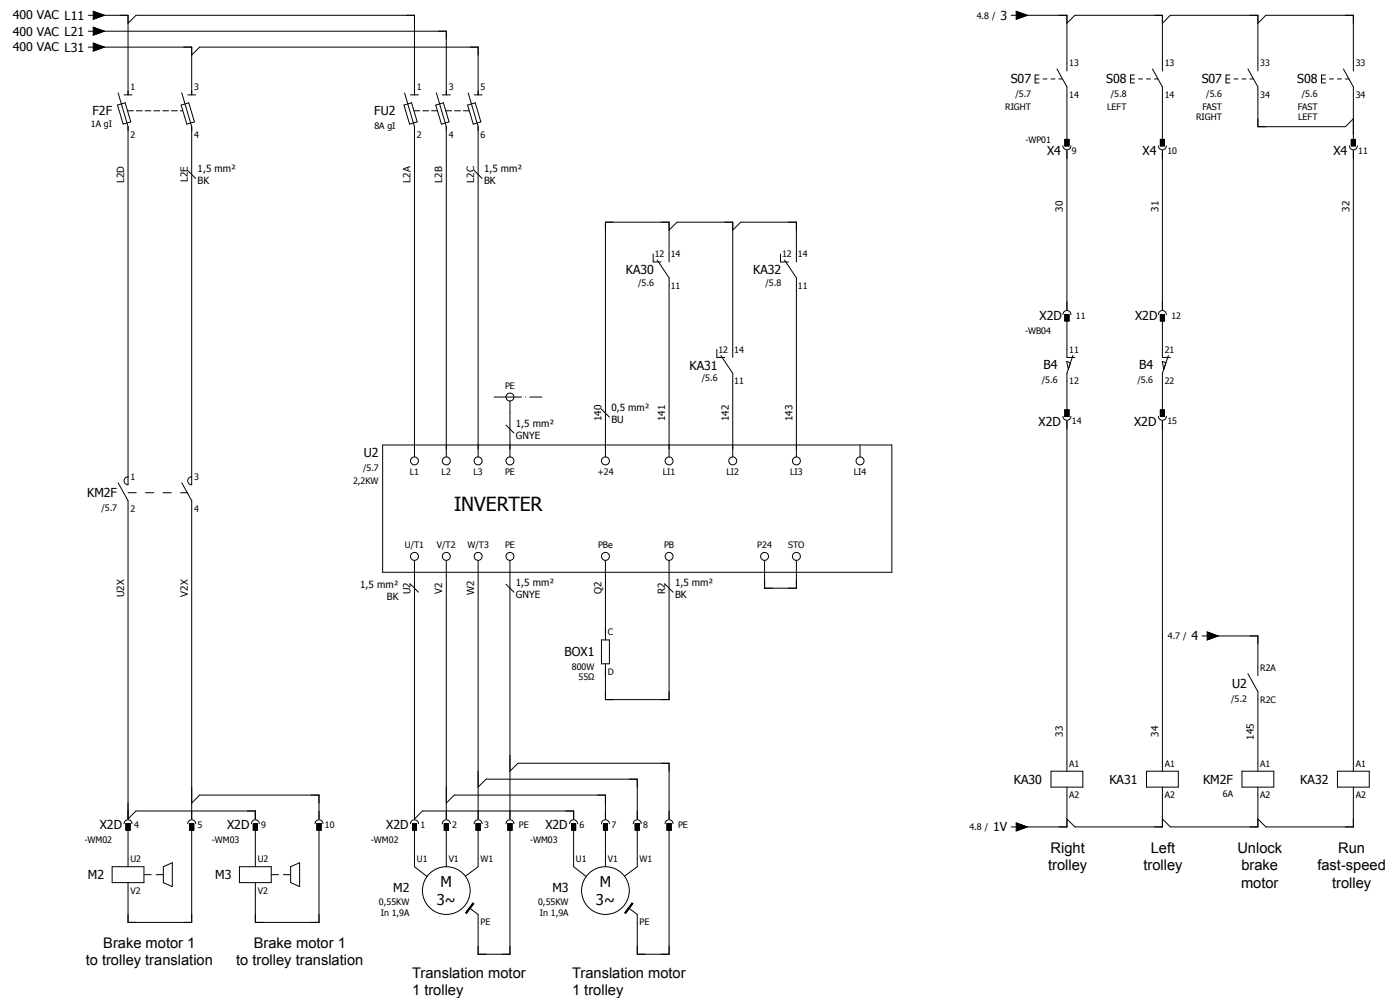 400 VAC L11
400 VAC L21
400 VAC L31
4.8 / 3
1
3
1
3
5
F2F
1A gI
2
4
FU2
8A gI
2
4
6
13
S07 E
/5.7
RIGHT
14
13
S08 E
/5.8
LEFT
14
33
S07 E
/5.6
FAST
RIGHT
34
33
S08 E
/5.6
FAST
LEFT
34
-WP01
X4 9
X4 10
X4 11
L2D
L2E
1,5 mm²
BK
L2A
L2B
L2C
1,5 mm²
BK
30
31
32
12 14
KA30
/5.6
11
12 14
KA32
/5.8
11
12 14
KA31
/5.6
11
X2D 11
-WB04
X2D 12
11
B4
/5.6
12
21
B4
/5.6
22
X2D 14
X2D 15
PE
1,5 mm²
GNYE
140
0,5 mm²
BU
141
142
143
U2
/5.7
2,2KW
L1
L2
L3
PE
+24
LI1
LI2
LI3
LI4
INVERTER
U/T1
V/T2
W/T3
PE
PBe
PB
P24
STO
1
3
KM2F
/5.7
2
4
U2X
V2X
1,5 mm²
BK
U2
V2
W2
1,5 mm²
GNYE
Q2
R2
1,5 mm²
BK
C
BOX1
800W
55Ω
D
4.7 / 4
R2A
U2
/5.2
R2C
33
34
145
A1
KA30
A2
A1
KA31
A2
A1
KM2F
6A
A2
A1
KA32
A2
4.8 / 1V
Right
trolley
Left
trolley
Unlock
brake
motor
Run
fast-speed
trolley
X2D 4
-WM02
5
X2D 9
-WM03
10
X2D 1
-WM02
2
3
PE
X2D 6
-WM03
7
8
PE
U2
M2
V2
U2
M3
V2
U1
V1
W1
M2
0,55KW
In 1,9A
M
3~
PE
U1
V1
W1
M3
0,55KW
In 1,9A
M
3~
PE
Brake motor 1
to trolley translation
Brake motor 1
to trolley translation
Translation motor
1 trolley
Translation motor
1 trolley